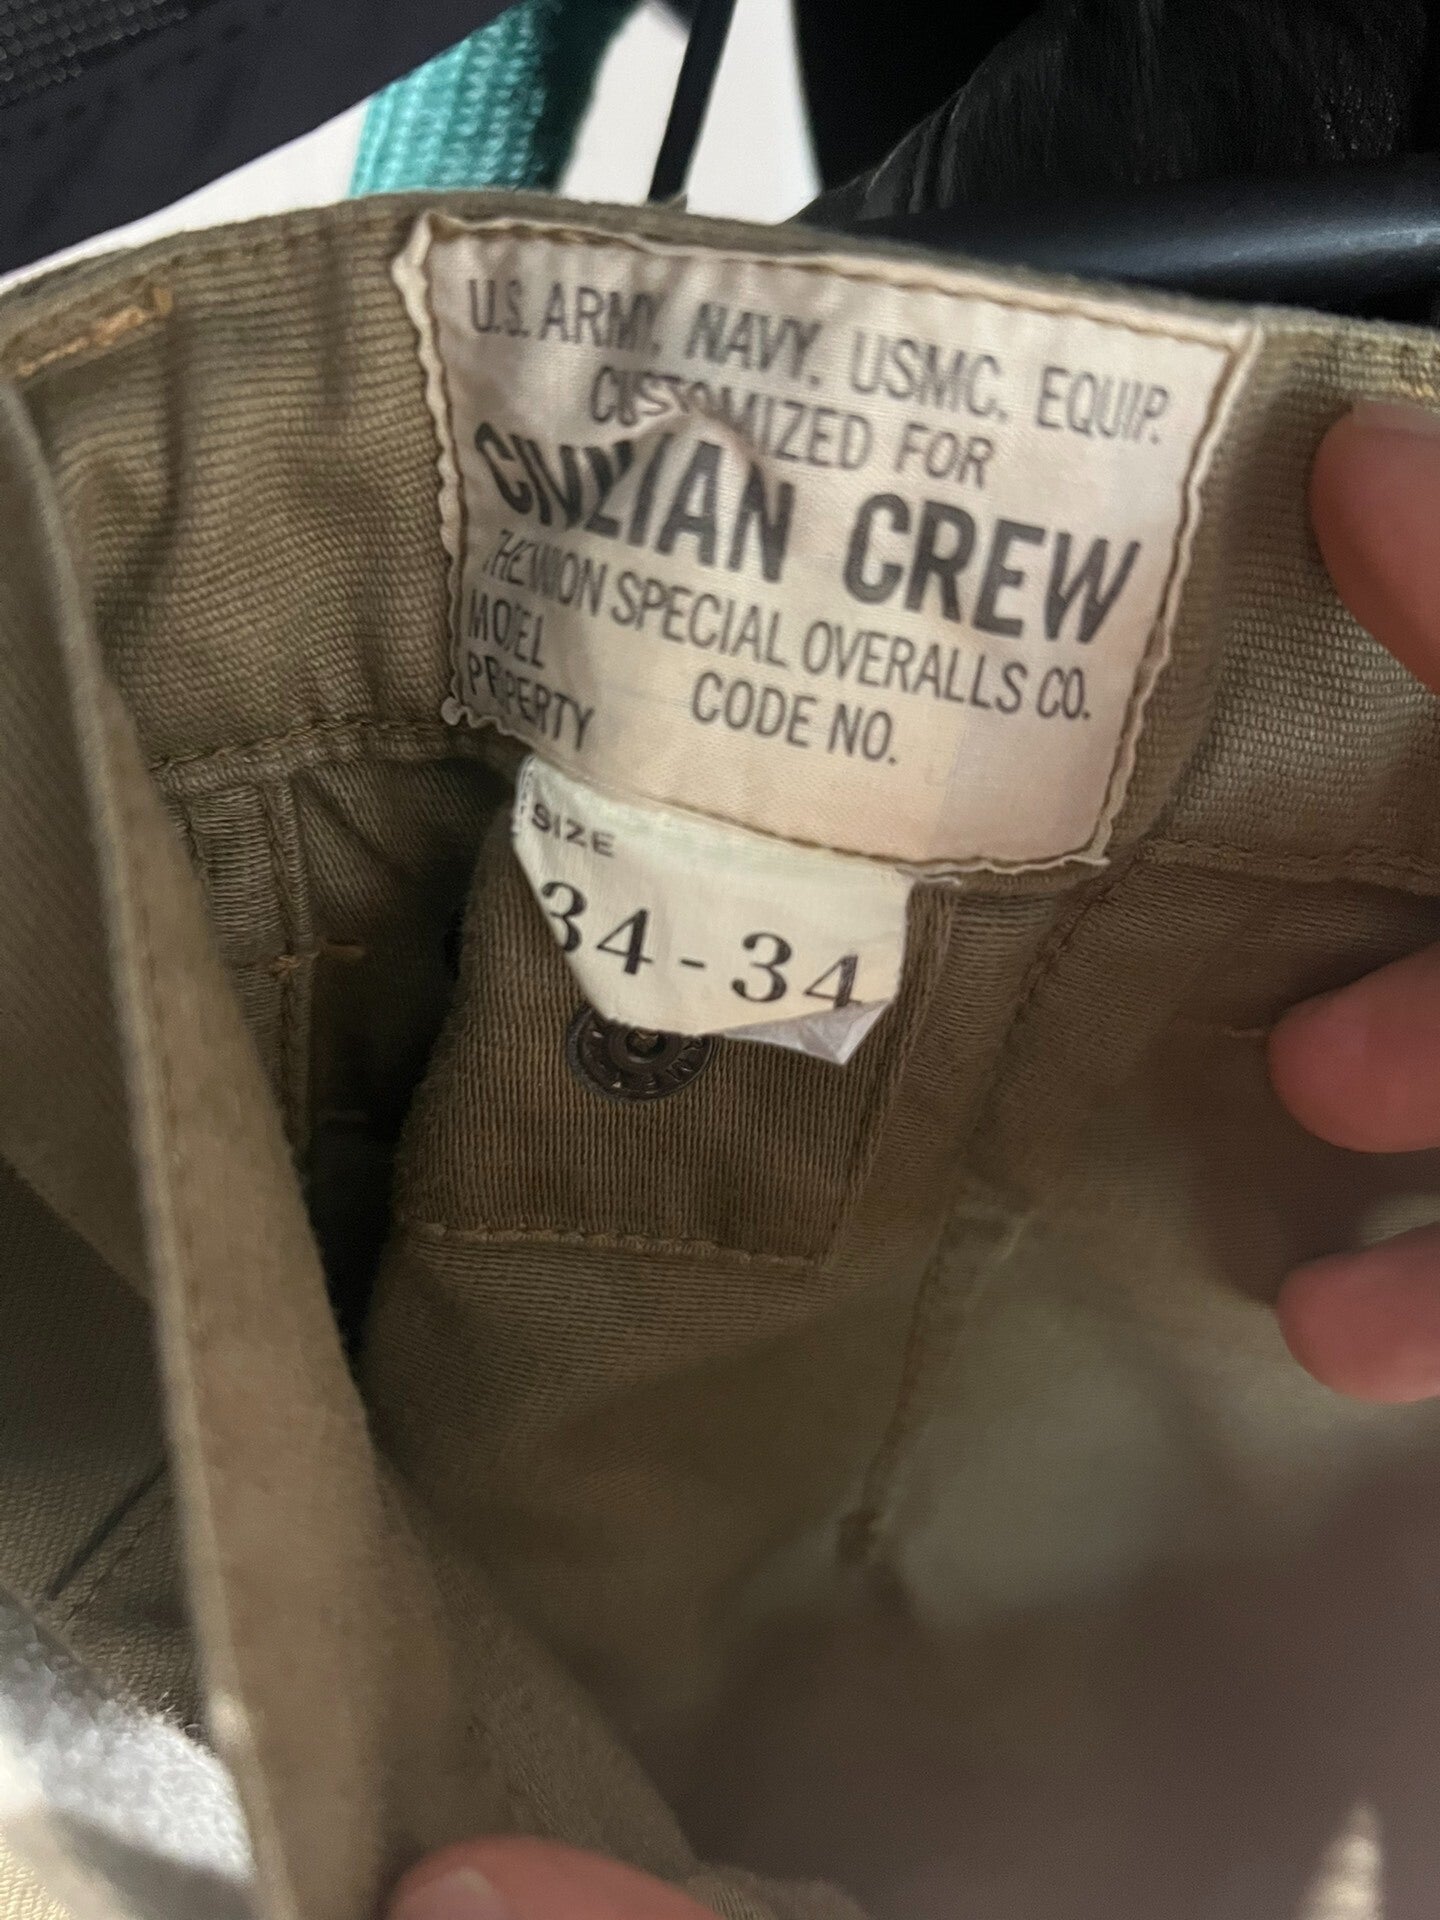 U.S. ARMY, NAVY, USMC, EQUIP.
CUSTOMIZED FOR
CIVILIAN CREW
THE UNION SPECIAL OVERALLS CO.
MODEL
PROPERTY CODE NO.
SIZE
34-34